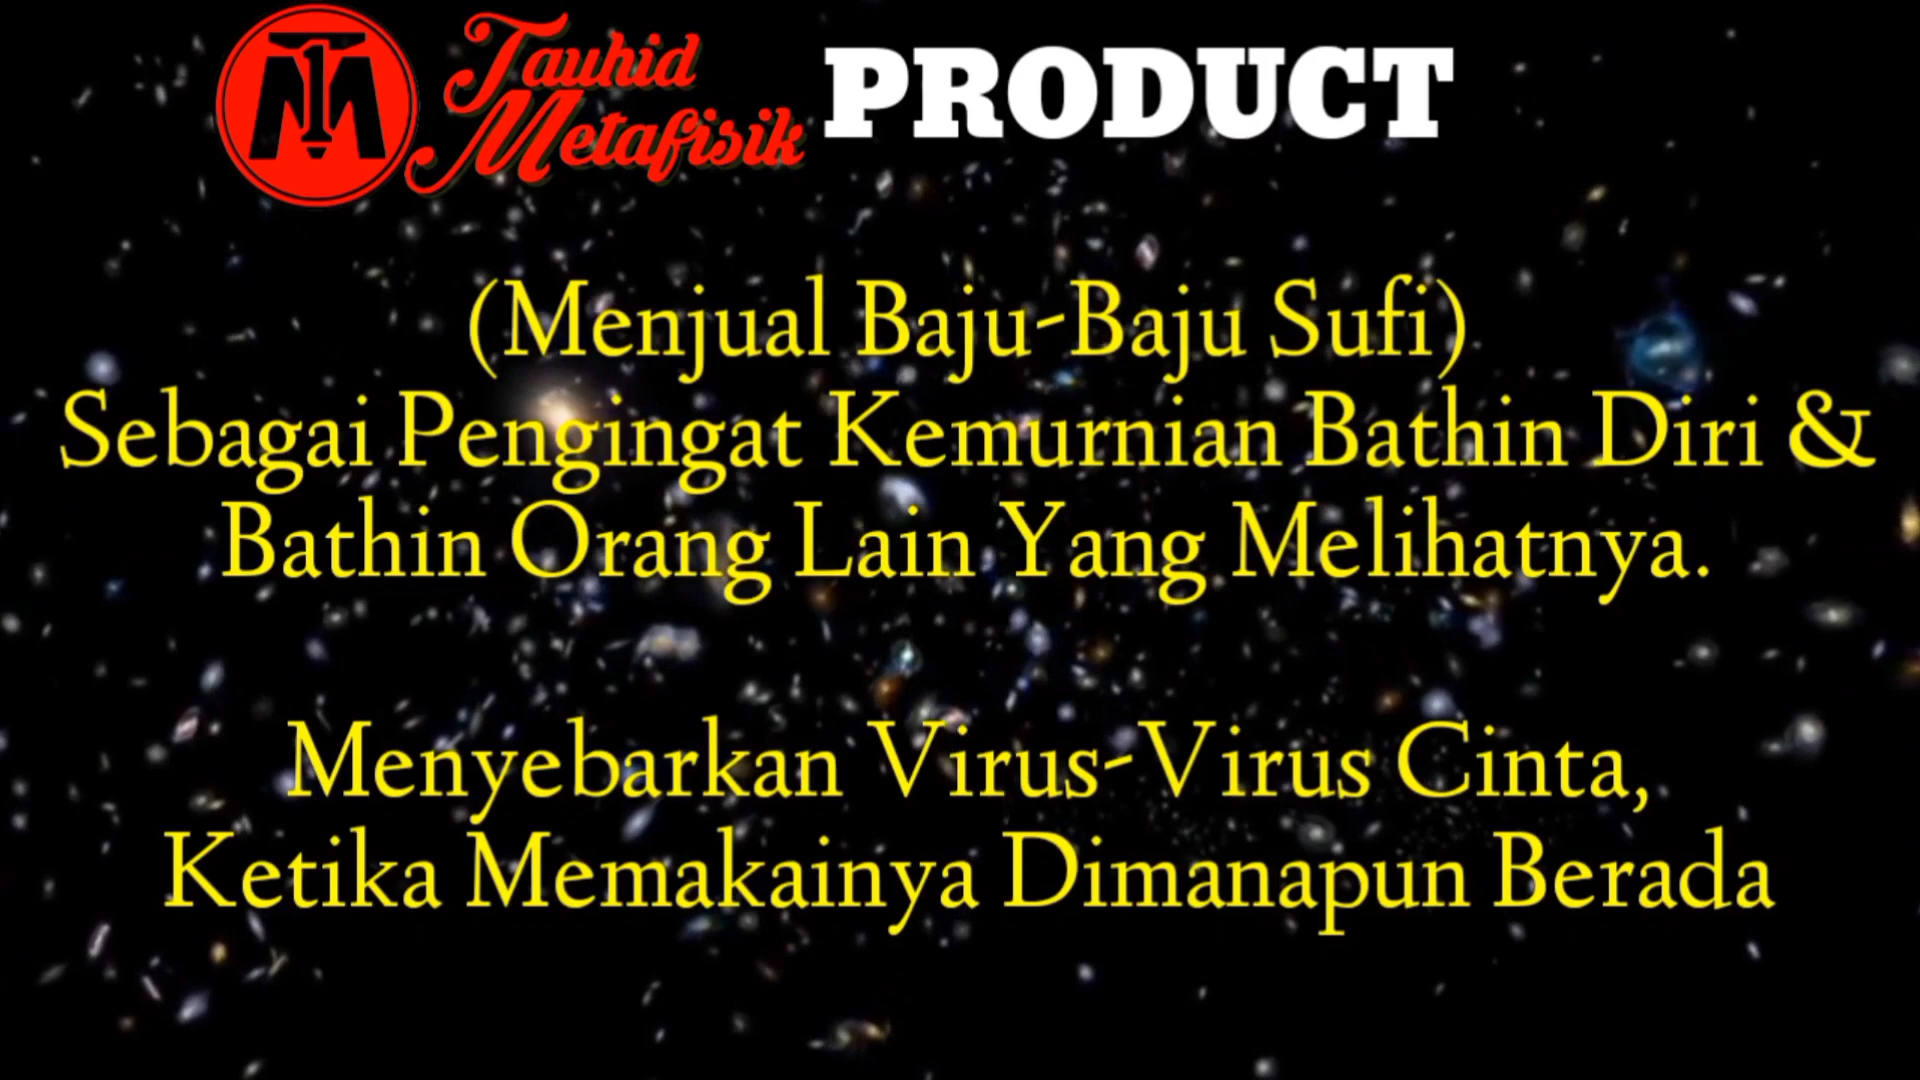 Tauhid
Metafisik
PRODUCT
(Menjual Baju-Baju Sufi)
Sebagai Pengingat Kemurnian Bathin Diri &
Bathin Orang Lain Yang Melihatnya.
Menyebarkan Virus-Virus Cinta,
Ketika Memakainya Dimanapun Berada